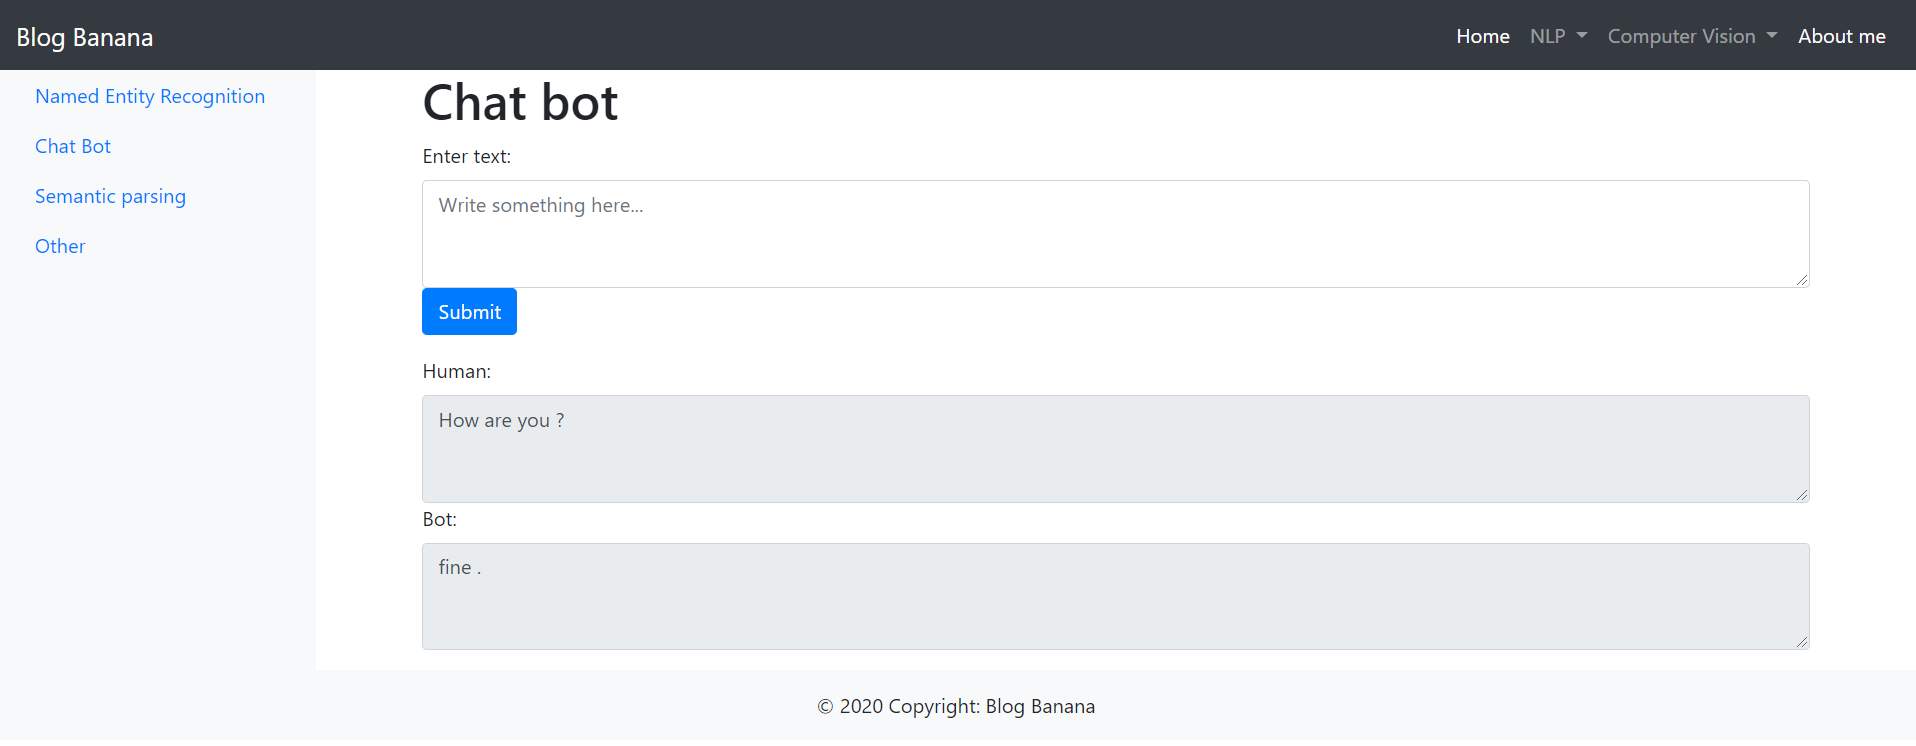 Blog Banana
Home NLP Computer Vision About me
Named Entity Recognition
Chat Bot
Semantic parsing
Other
Chat bot
Enter text:
Write something here...
Submit
Human:
How are you ?
Bot:
fine .
© 2020 Copyright: Blog Banana